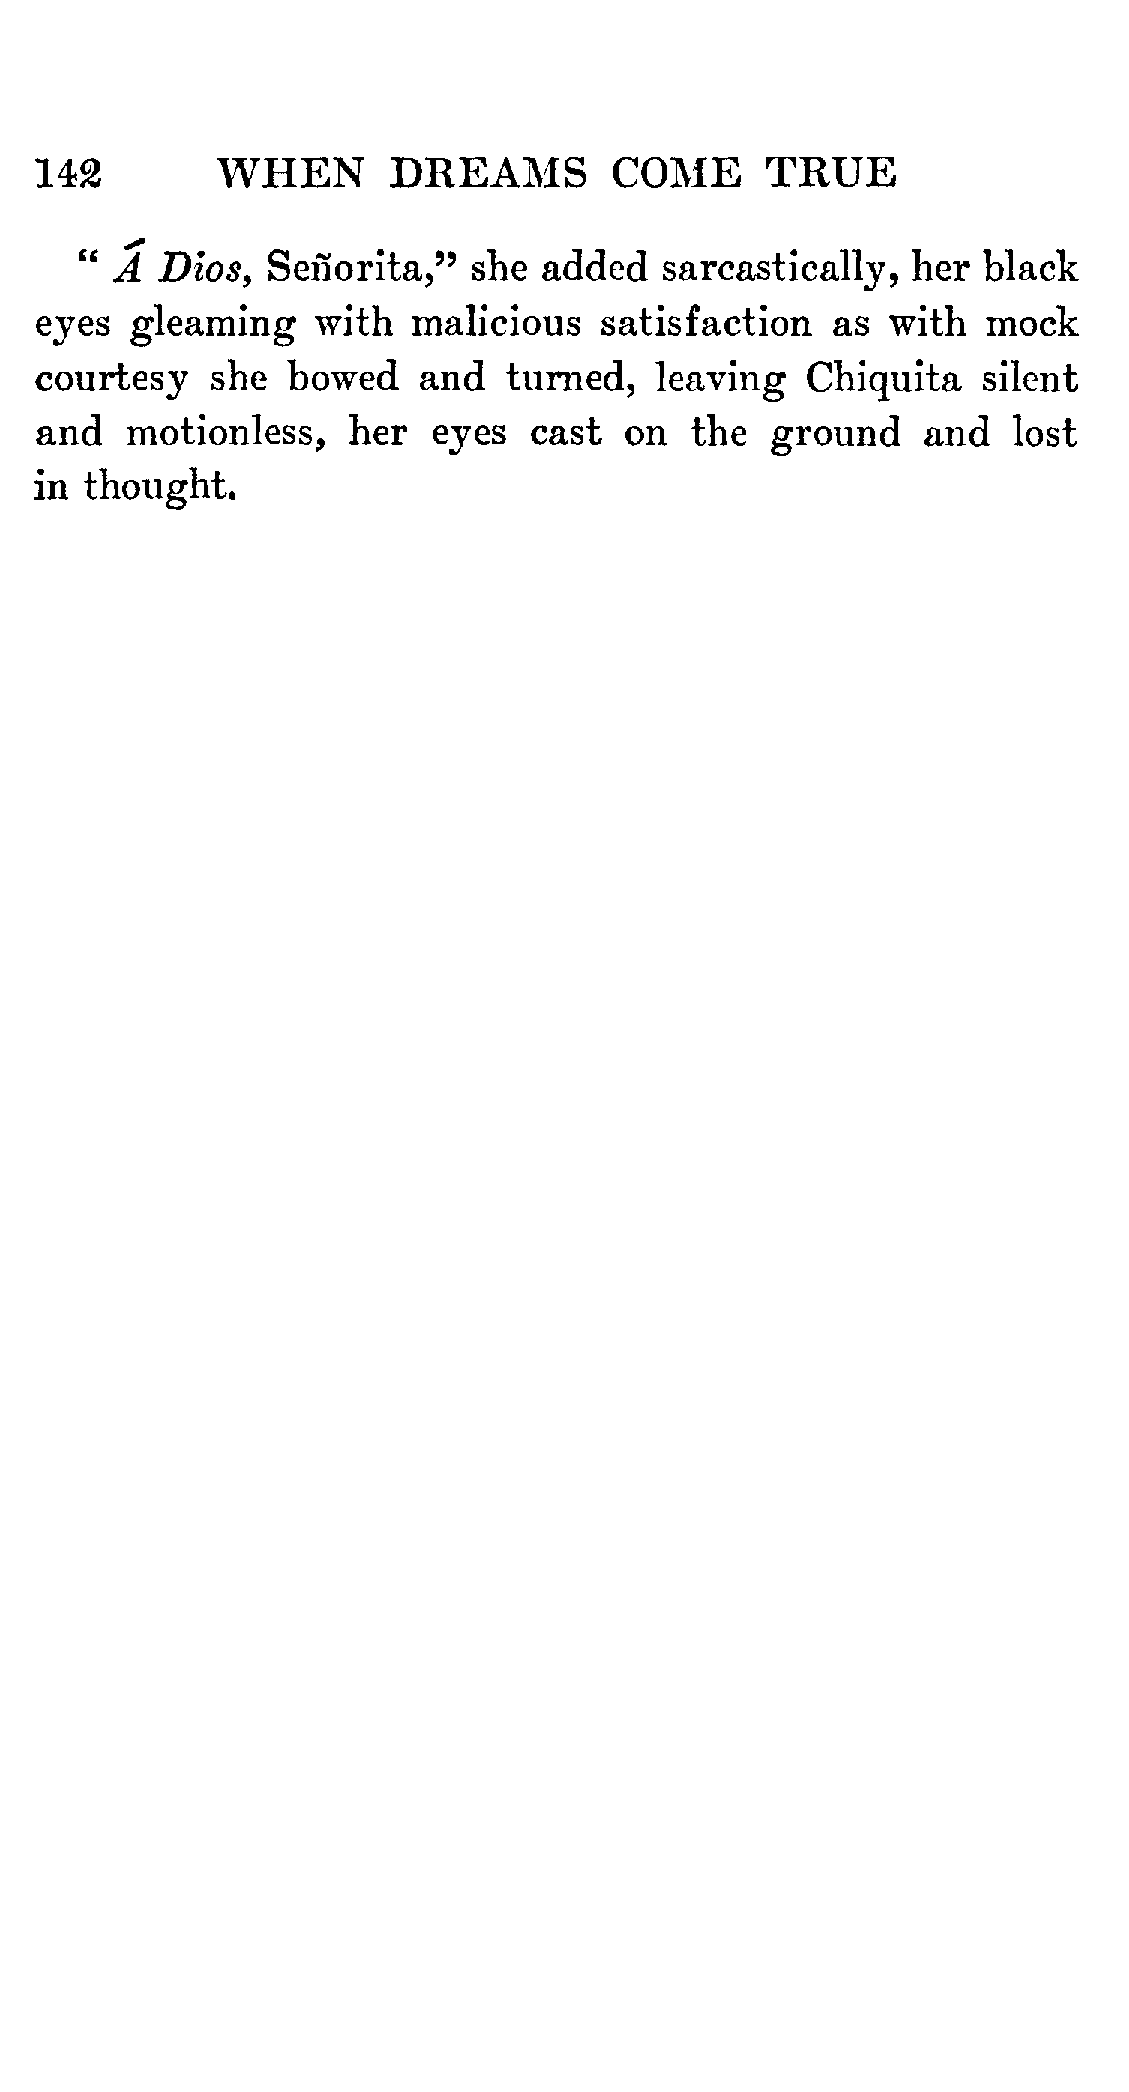 142 WHEN DREAMS COME TRUE
“ Á Dios, Señorita,” she added sarcastically, her black
eyes gleaming with malicious satisfaction as with mock
courtesy she bowed and turned, leaving Chiquita silent
and motionless, her eyes cast on the ground and lost
in thought.